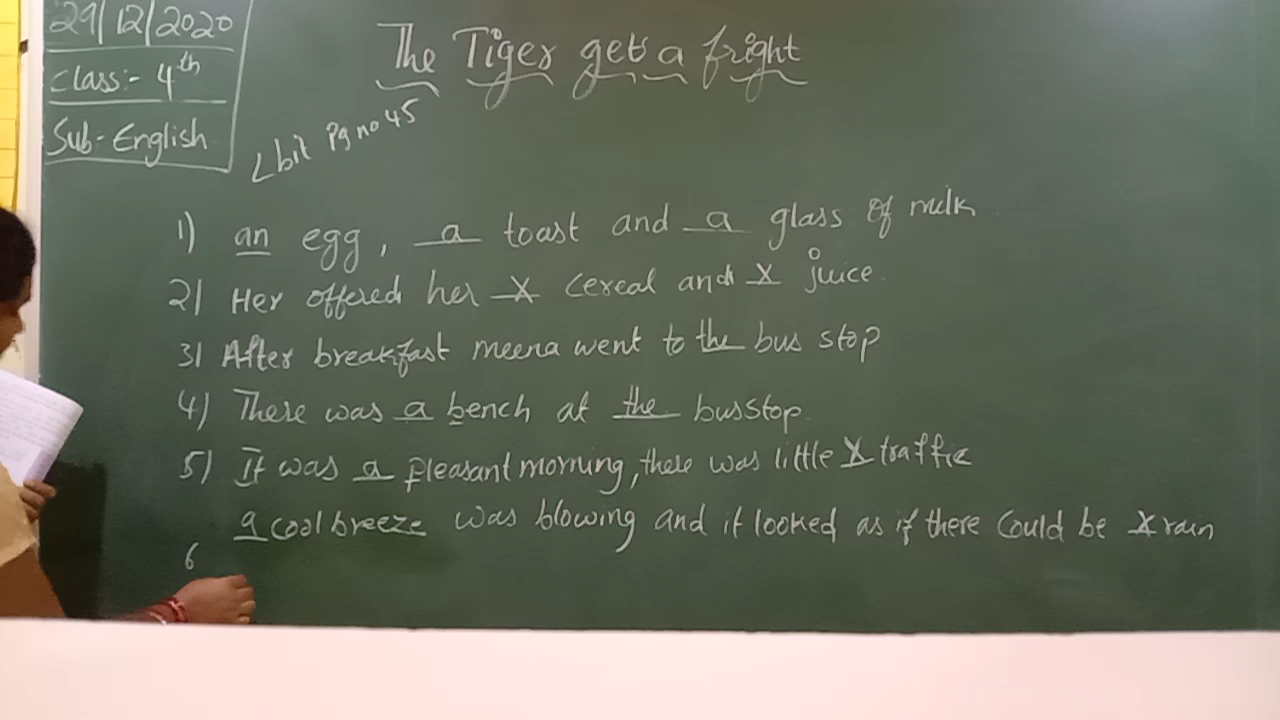 29/12/2020
Class:- 4th
Sub- English
The Tiger gets a fright
L bit Pg no 45
1) an egg, a toast and a glass of milk
2) Her offered her X cereal and X juice
3) After breakfast meena went to the bus stop
4) There was a bench at the busstop.
5) It was a pleasant morning, there was little X traffic
a cool breeze was blowing and it looked as if there could be X rain
6